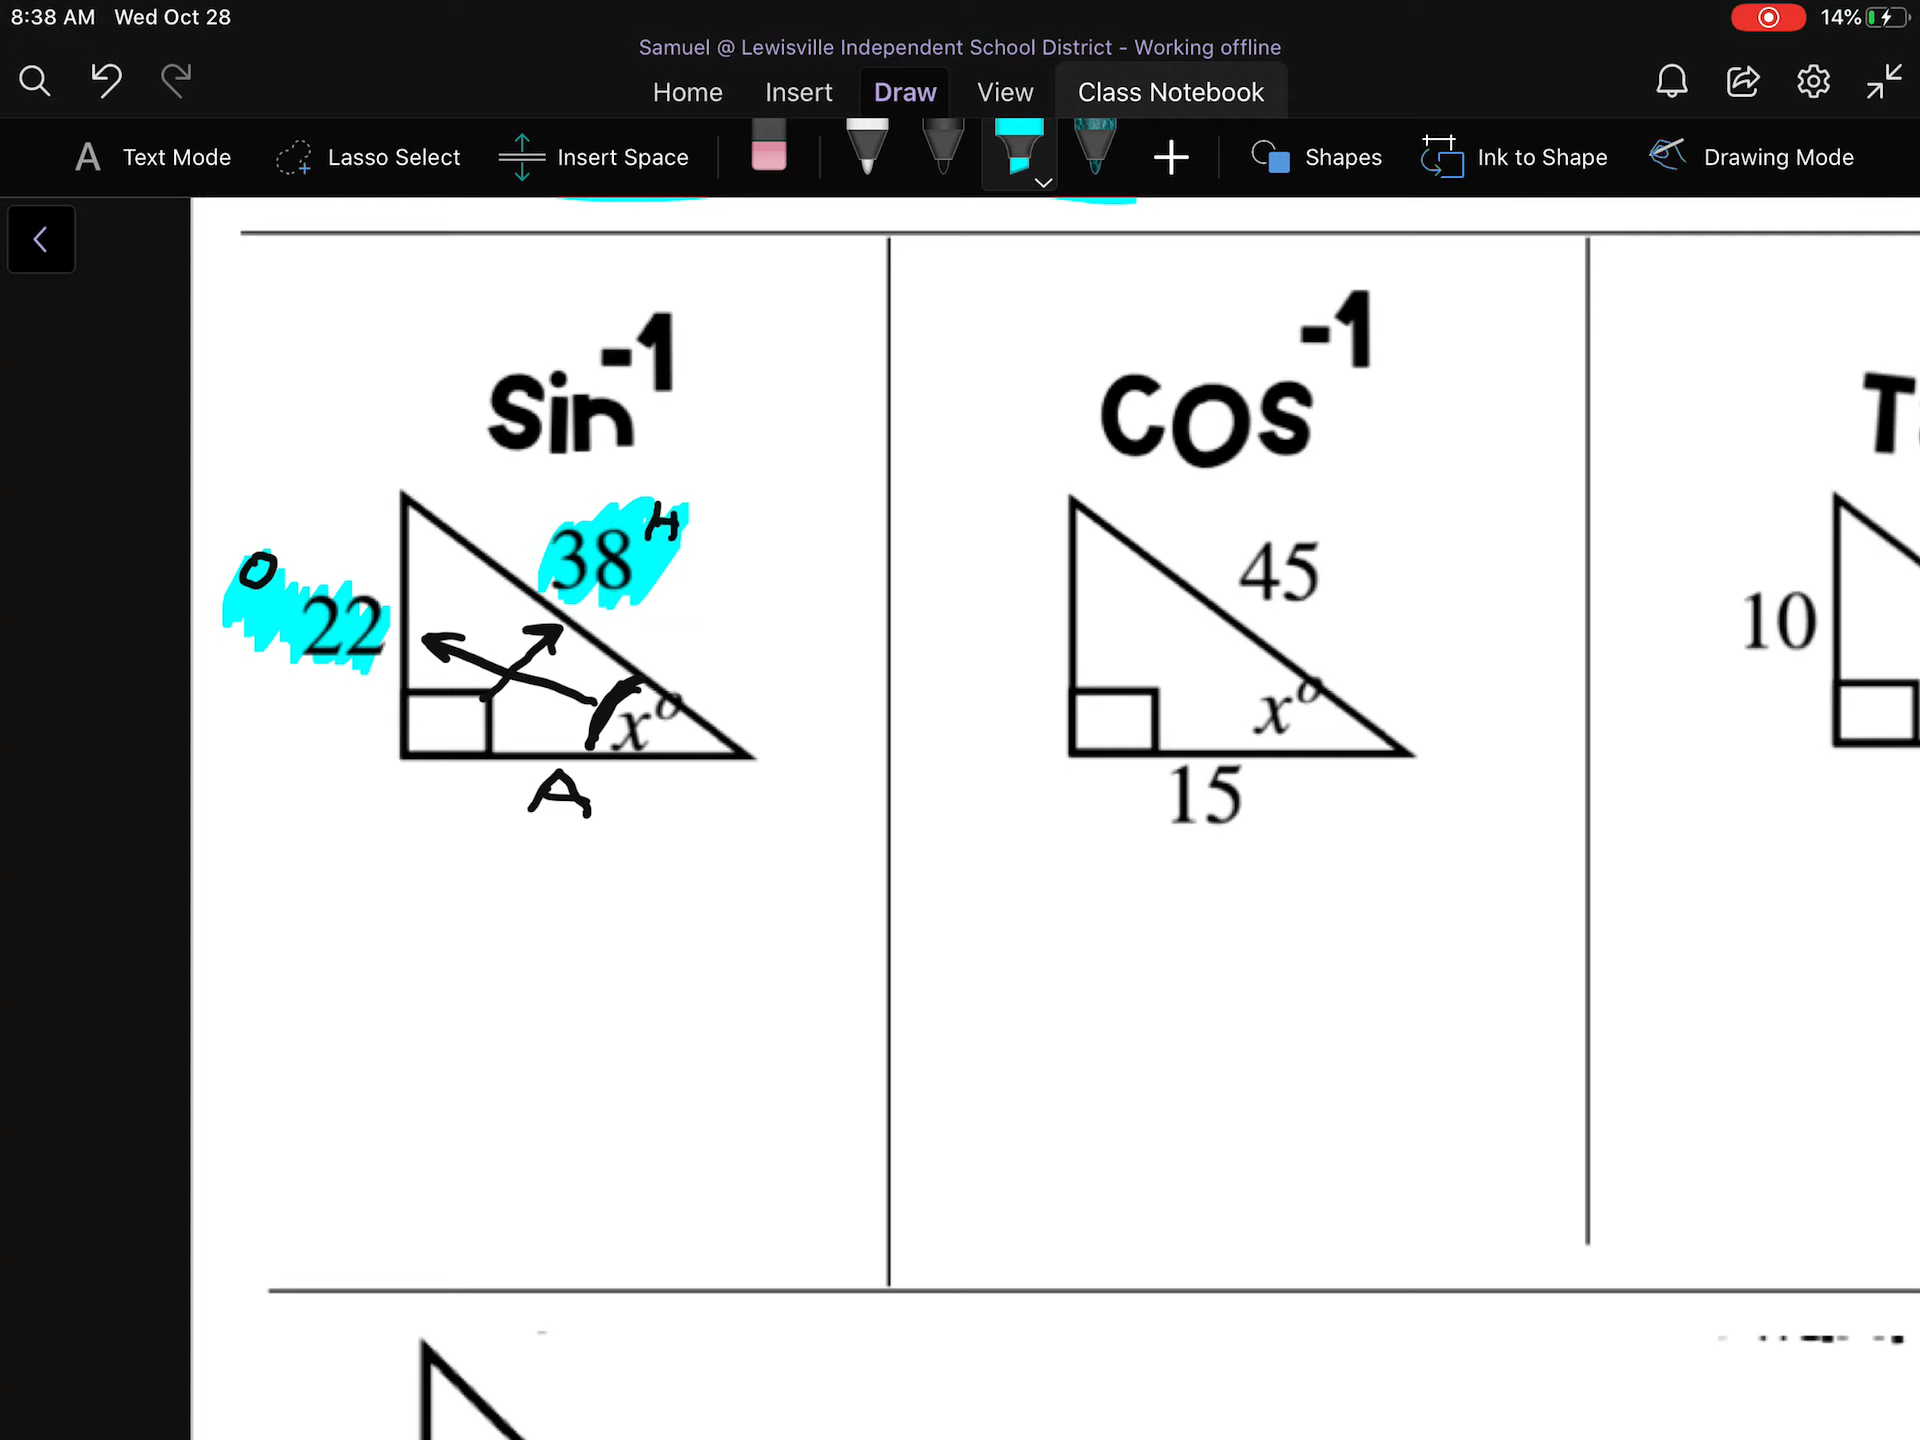 8:38 AM Wed Oct 28
14%
Samuel @ Lewisville Independent School District - Working offline
Home Insert Draw View Class Notebook
A Text Mode Lasso Select Insert Space Shapes Ink to Shape Drawing Mode
Sin⁻¹
O
22
38
H
x°
A
Cos⁻¹
45
x°
15
10